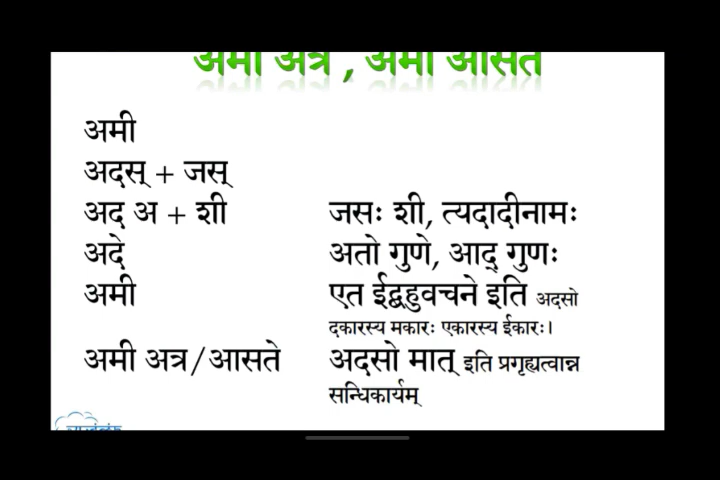 अमी अत्र , अमी आसते
अमी
अदस् + जस्
अद अ + शी जसः शी, त्यदादीनामः
अदे अतो गुणे, आद् गुणः
अमी एत ईद्बहुवचने इति अदसो
दकारस्य मकारः एकारस्य ईकारः।
अमी अत्र/आसते अदसो मात् इति प्रगृह्यत्वान्न
सन्धिकार्यम्